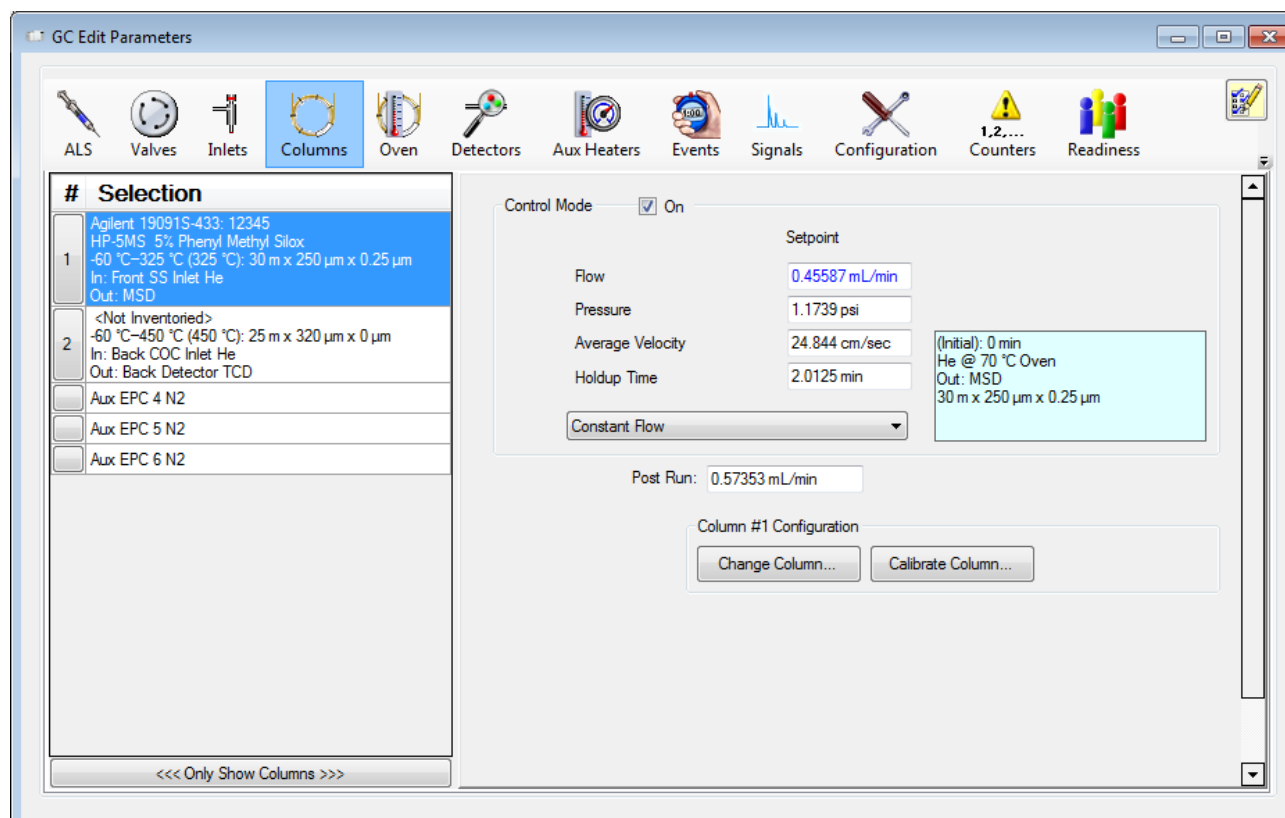 GC Edit Parameters
ALS
Valves
Inlets
Columns
Oven
Detectors
Aux Heaters
Events
Signals
Configuration
1,2,...
Counters
Readiness
# Selection
1
Agilent 19091S-433: 12345
HP-5MS 5% Phenyl Methyl Silox
-60 °C–325 °C (325 °C): 30 m x 250 µm x 0.25 µm
In: Front SS Inlet He
Out: MSD
2
<Not Inventoried>
-60 °C–450 °C (450 °C): 25 m x 320 µm x 0 µm
In: Back COC Inlet He
Out: Back Detector TCD
Aux EPC 4 N2
Aux EPC 5 N2
Aux EPC 6 N2
<<< Only Show Columns >>>
Control Mode On
Setpoint
Flow 0.45587 mL/min
Pressure 1.1739 psi
Average Velocity 24.844 cm/sec
Holdup Time 2.0125 min
Constant Flow
(Initial): 0 min
He @ 70 °C Oven
Out: MSD
30 m x 250 µm x 0.25 µm
Post Run: 0.57353 mL/min
Column #1 Configuration
Change Column...
Calibrate Column...